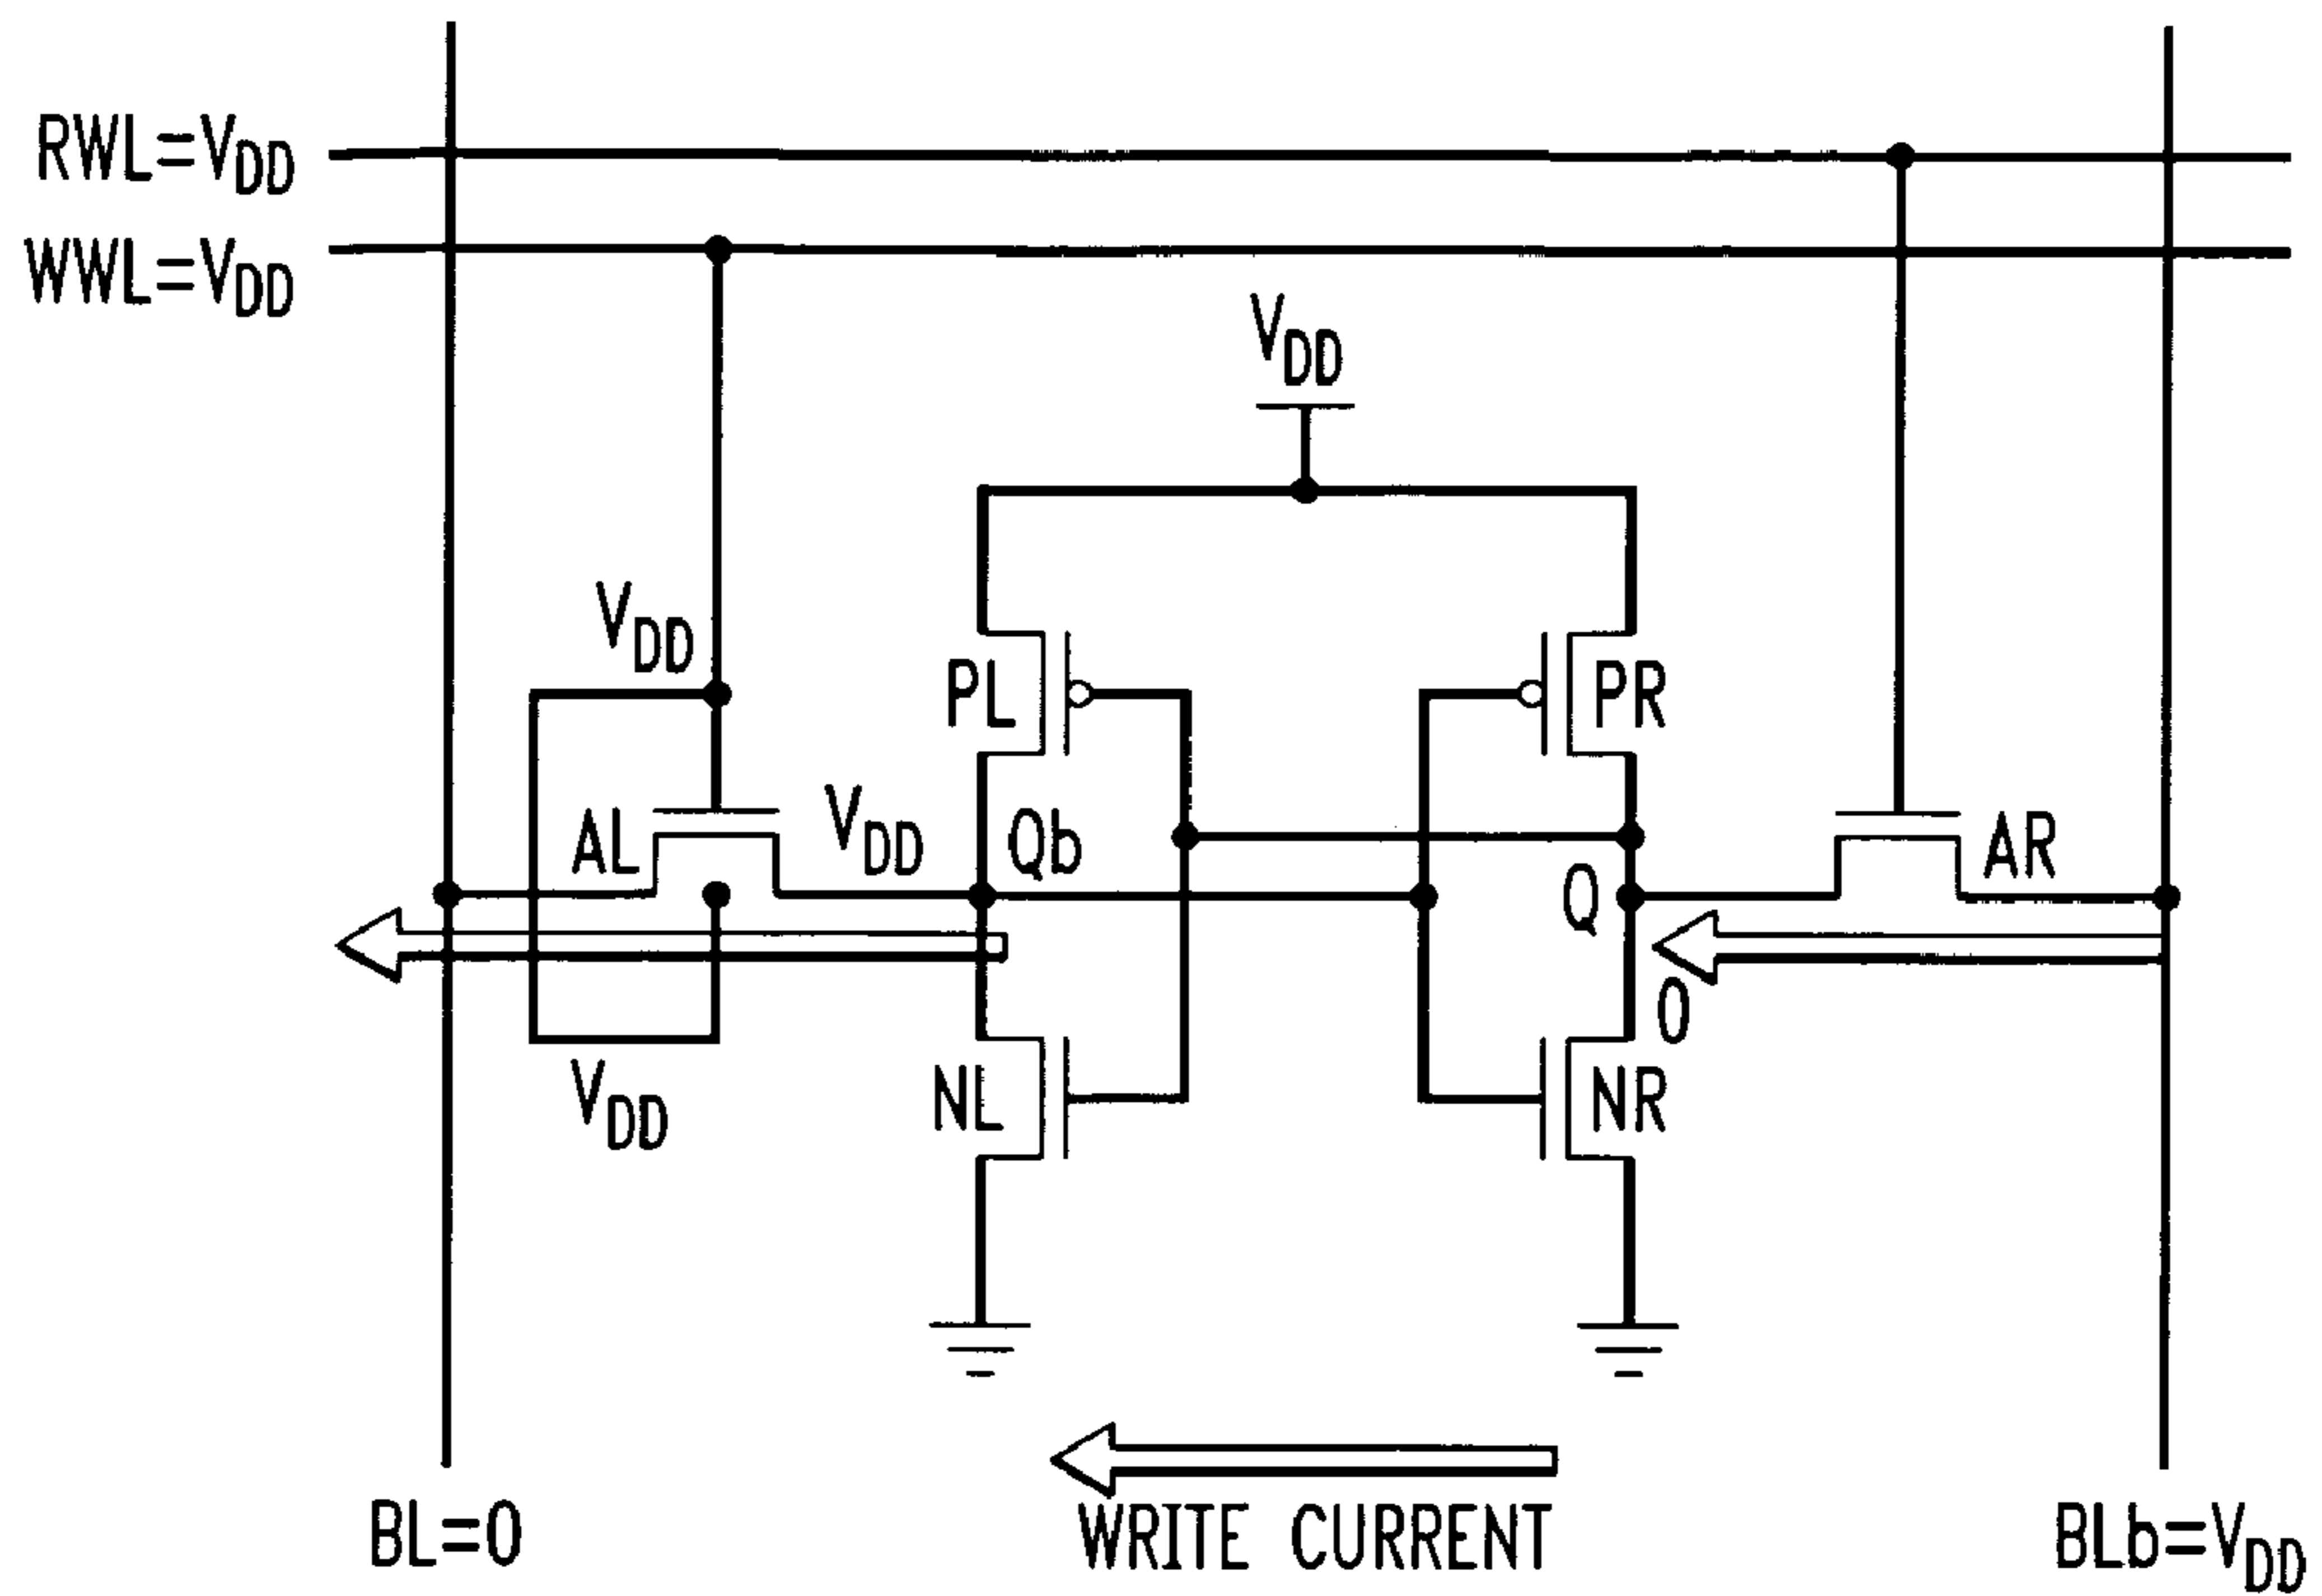 RWL=VDD
WWL=VDD
VDD
VDD
PL
PR
AL
VDD
Qb
AR
Q
0
VDD
NL
NR
WRITE CURRENT
BL=0
BLb=VDD